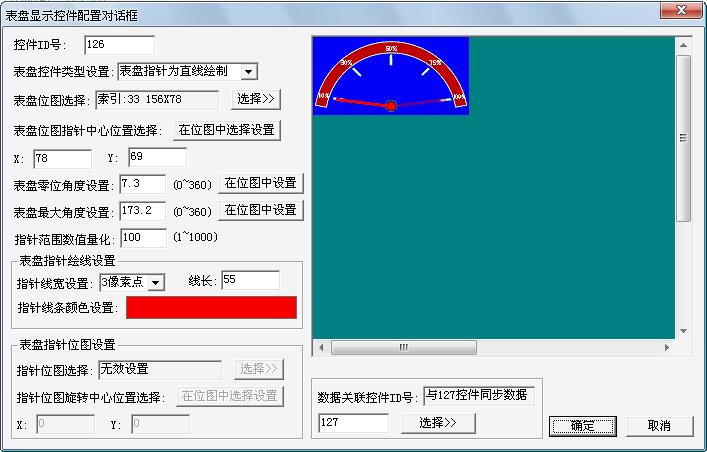 表盘显示控件配置对话框
控件ID号: 126
表盘控件类型设置: 表盘指针为直线绘制
表盘位图选择: 索引:33 156X78 选择>>
表盘位图指针中心位置选择: 在位图中选择设置
X: 78 Y: 69
表盘零位角度设置: 7.3 (0~360) 在位图中设置
表盘最大角度设置: 173.2 (0~360) 在位图中设置
指针范围数值量化: 100 (1~1000)
表盘指针绘线设置
指针线宽设置: 3像素点 线长: 55
指针线条颜色设置:
表盘指针位图设置
指针位图选择: 无效设置 选择>>
指针位图旋转中心位置选择: 在位图中选择设置
X: 0 Y: 0
50%
75%
100%
数据关联控件ID号: 与127控件同步数据
127 选择>>
确定 取消